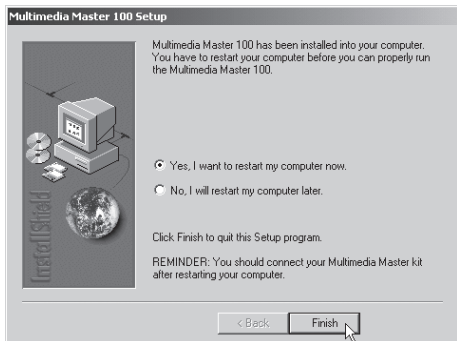 Multimedia Master 100 Setup
Multimedia Master 100 has been installed into your computer.
You have to restart your computer before you can properly run
the Multimedia Master 100.
Yes, I want to restart my computer now.
No, I will restart my computer later.
InstallShield
Click Finish to quit this Setup program.
REMINDER: You should connect your Multimedia Master kit
after restarting your computer.
< Back
Finish